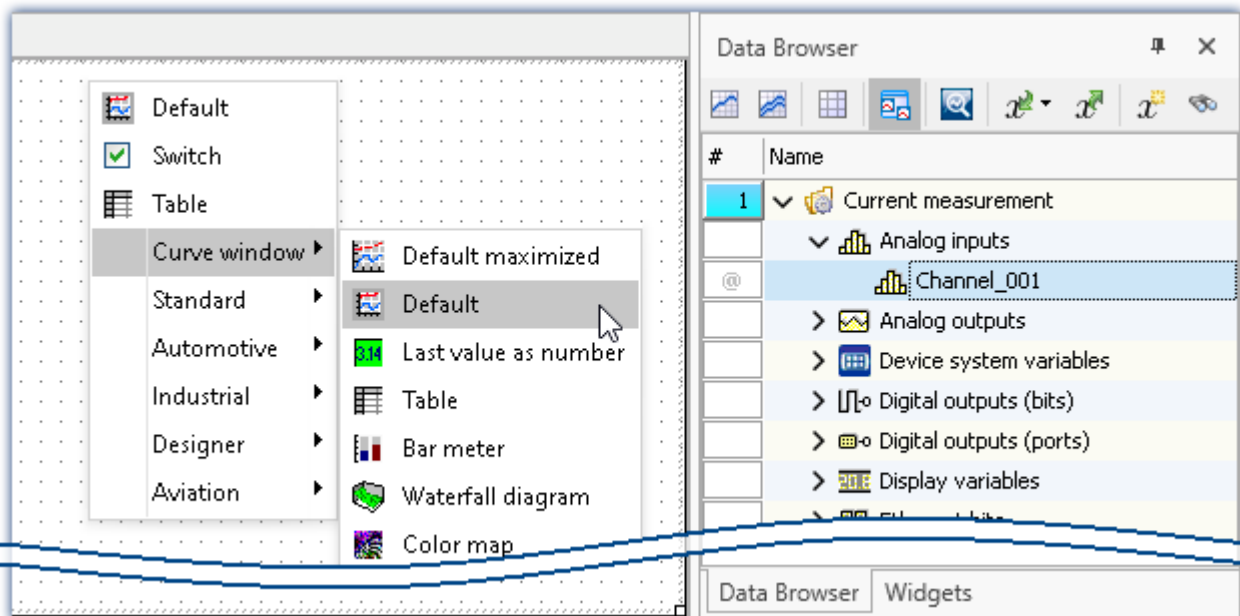 Default
Switch
Table
Curve window
Standard
Automotive
Industrial
Designer
Aviation
Default maximized
Default
3.14
Last value as number
Table
Bar meter
Waterfall diagram
Color map
Data Browser
# Name
1 Current measurement
Analog inputs
@ Channel_001
Analog outputs
Device system variables
Digital outputs (bits)
Digital outputs (ports)
Display variables
Data Browser Widgets